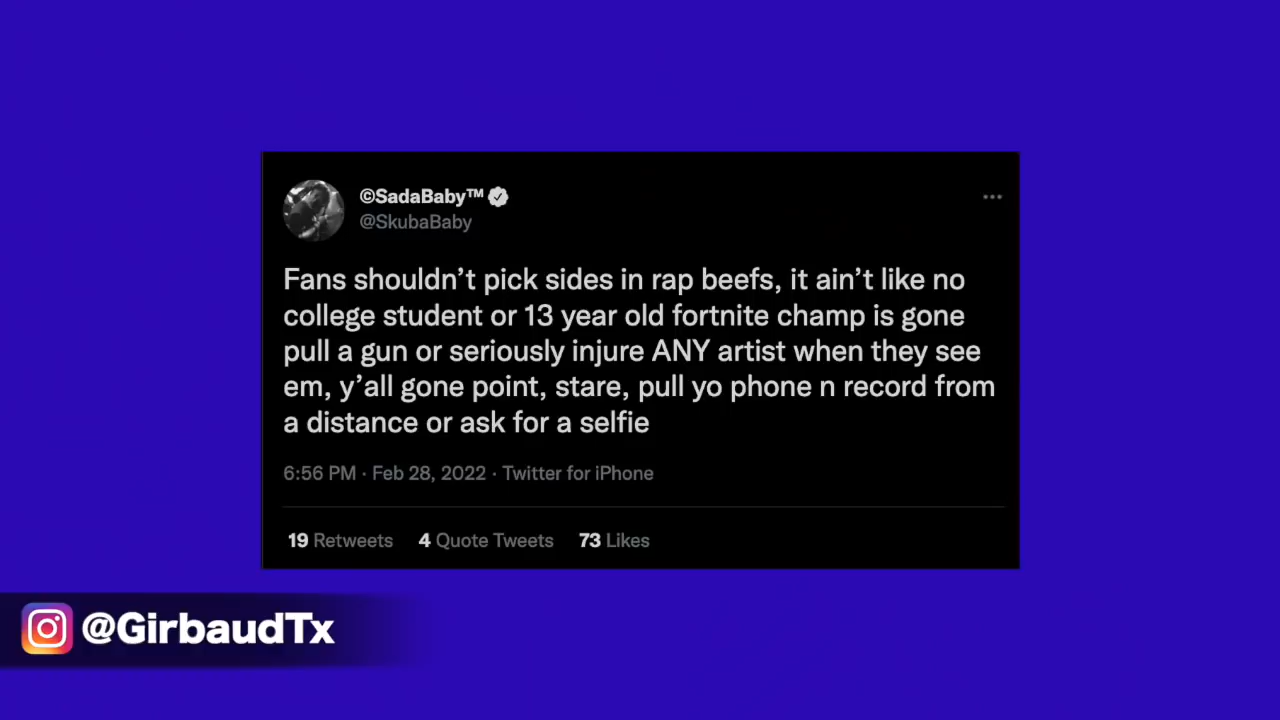 ©SadaBaby™
@SkubaBaby
Fans shouldn’t pick sides in rap beefs, it ain’t like no
college student or 13 year old fortnite champ is gone
pull a gun or seriously injure ANY artist when they see
em, y’all gone point, stare, pull yo phone n record from
a distance or ask for a selfie
6:56 PM · Feb 28, 2022 · Twitter for iPhone
19 Retweets 4 Quote Tweets 73 Likes
@GirbaudTx